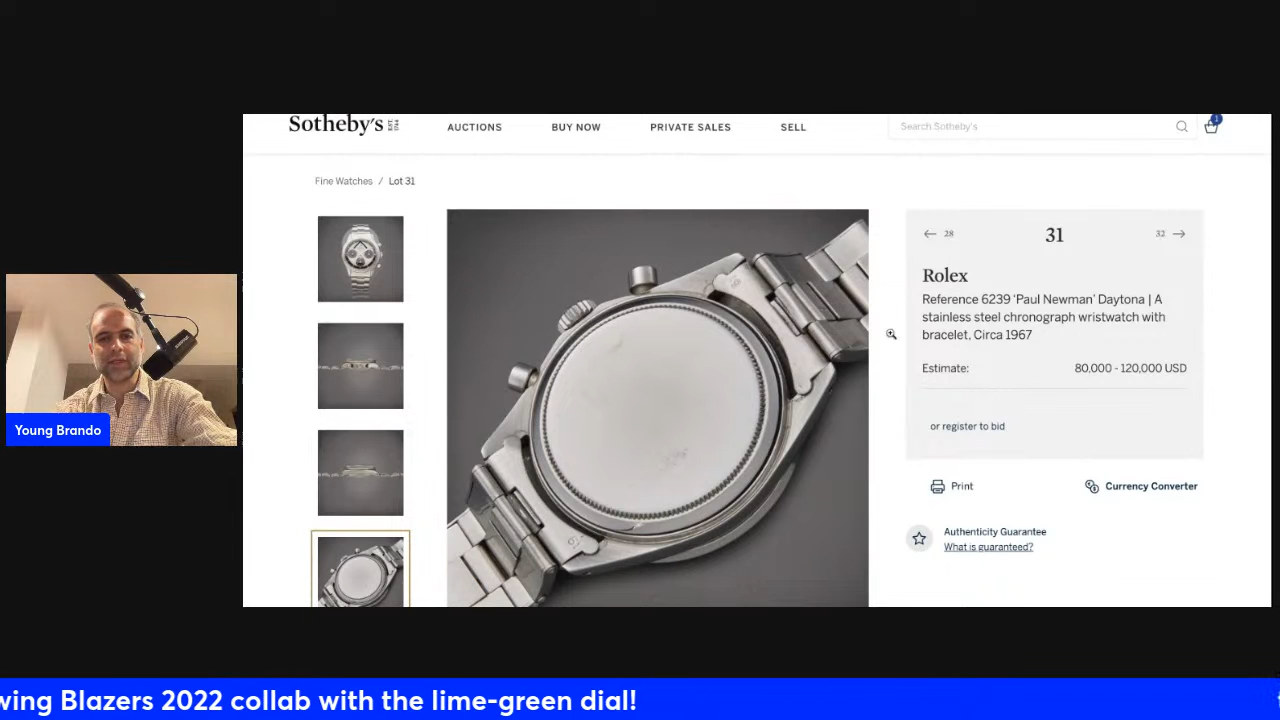 Sotheby's EST. 1744
AUCTIONS
BUY NOW
PRIVATE SALES
SELL
Search Sotheby's
1
Fine Watches / Lot 31
← 28
31
32 →
Rolex
Reference 6239 'Paul Newman' Daytona | A
stainless steel chronograph wristwatch with
bracelet, Circa 1967
Estimate:
80,000 - 120,000 USD
or register to bid
Print
Currency Converter
Authenticity Guarantee
What is guaranteed?
Young Brando
wing Blazers 2022 collab with the lime-green dial!